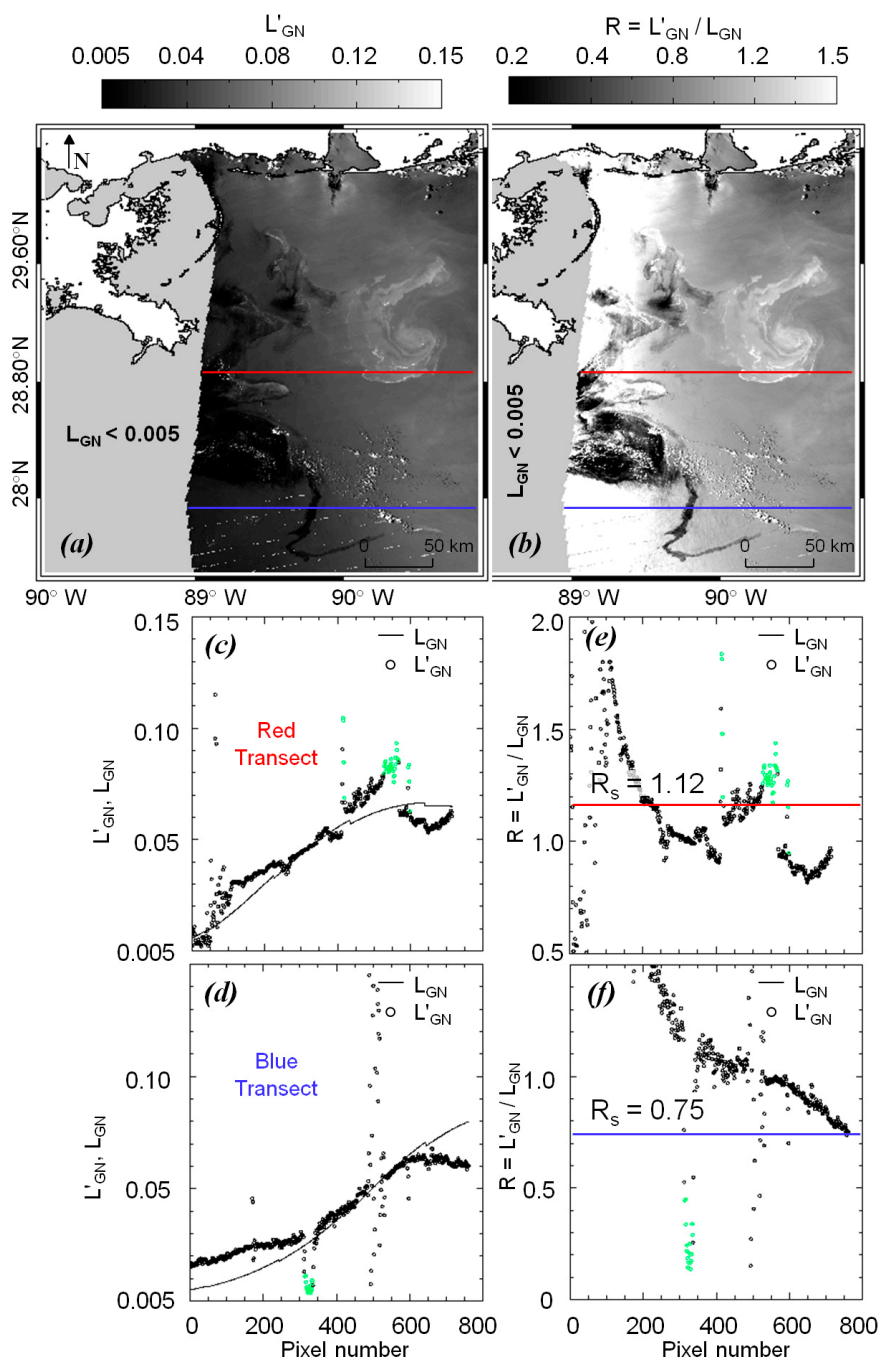 L'GN
R = L'GN / LGN
0.005 0.04 0.08 0.12 0.15
0.2 0.4 0.8 1.2 1.5
N
29.60°N
28.80°N
28°N
LGN < 0.005
(a)
0 50 km
LGN < 0.005
(b)
0 50 km
90° W 89° W 90° W
89° W 90° W
0.15
0.10
0.05
0.005
L'GN, LGN
(c)
LGN
L'GN
Red
Transect
2.0
1.5
1.0
0.5
R = L'GN / LGN
(e)
LGN
L'GN
Rs = 1.12
0.10
0.05
0.005
L'GN, LGN
(d)
LGN
L'GN
Blue
Transect
0 200 400 600 800
Pixel number
1.0
0.5
0
R = L'GN / LGN
(f)
LGN
L'GN
Rs = 0.75
0 200 400 600 800
Pixel number